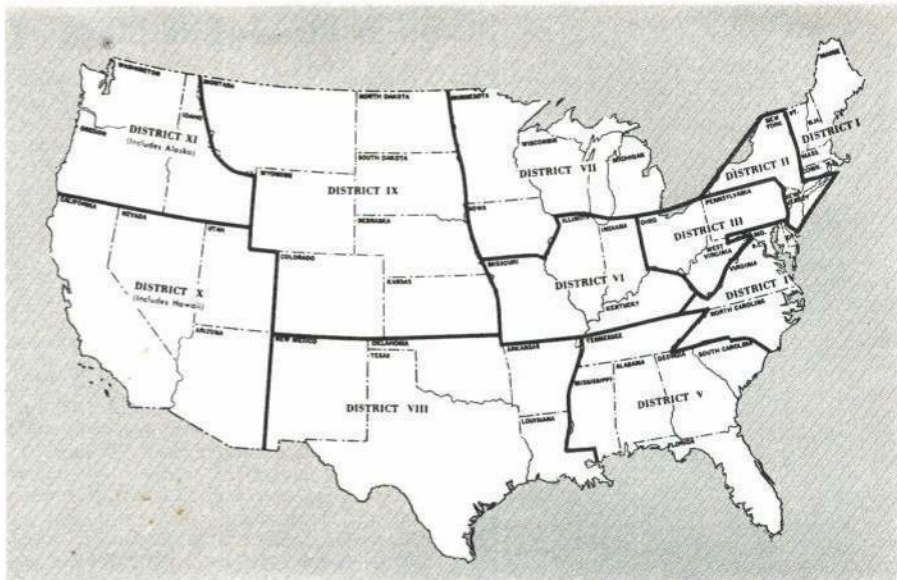 WASHINGTON
MONTANA
NORTH DAKOTA
MINNESOTA
MAINE
OREGON
IDAHO
DISTRICT XI
(Includes Alaska)
NEW YORK
VT.
N.H.
DISTRICT I
MASS.
CONN.
WISCONSIN
MICHIGAN
DISTRICT VII
DISTRICT II
SOUTH DAKOTA
WYOMING
DISTRICT IX
IOWA
NEBRASKA
PENNSYLVANIA
OHIO
ILLINOIS
INDIANA
DISTRICT III
CALIFORNIA
NEVADA
UTAH
COLORADO
KANSAS
MISSOURI
DISTRICT VI
KENTUCKY
WEST VIRGINIA
MD.
D.C.
VIRGINIA
DISTRICT IV
NORTH CAROLINA
DISTRICT X
(Includes Hawaii)
ARIZONA
NEW MEXICO
OKLAHOMA
TEXAS
ARKANSAS
TENNESSEE
SOUTH CAROLINA
MISSISSIPPI
ALABAMA
GEORGIA
DISTRICT VIII
DISTRICT V
LOUISIANA
FLORIDA